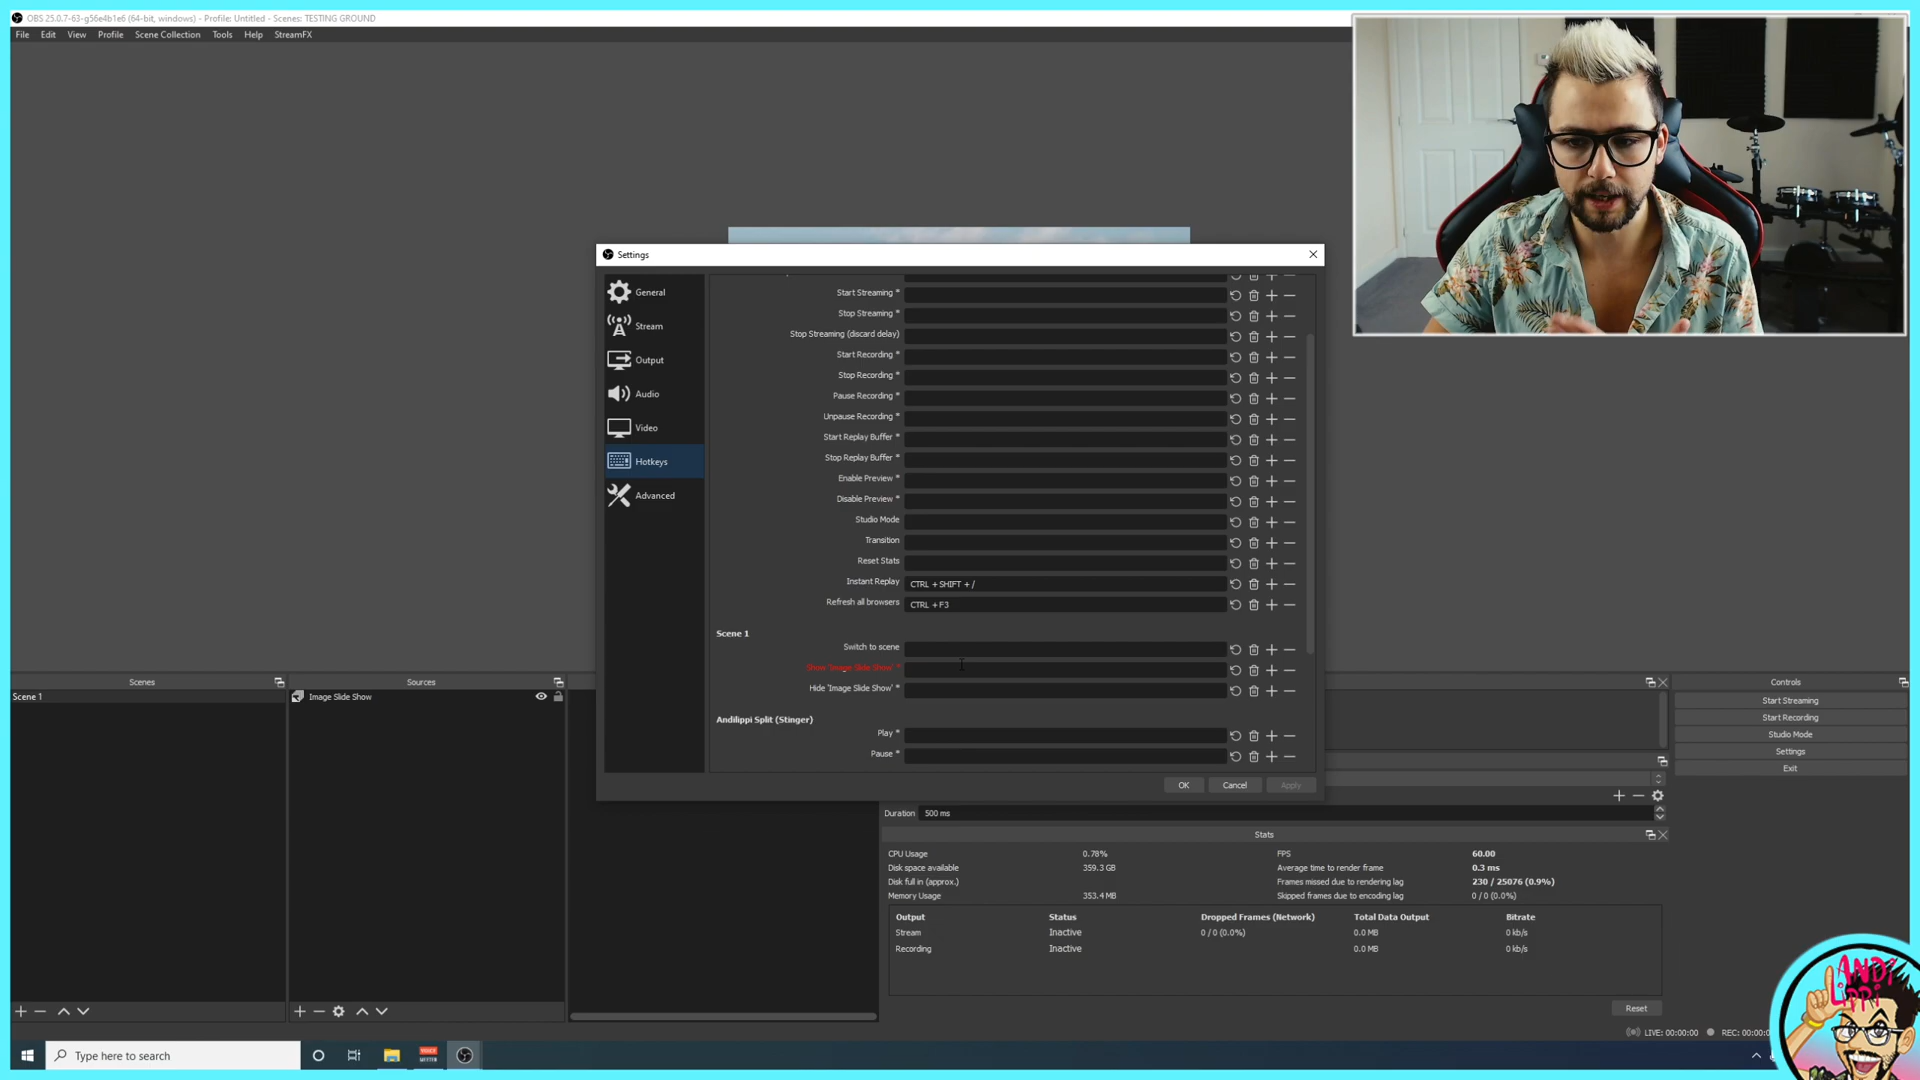 OBS 25.0.7-63-g56e4b1e6 (64-bit, windows) - Profile: Untitled - Scenes: TESTING GROUND
File Edit View Profile Scene Collection Tools Help StreamFX
Settings
General
Stream
Output
Audio
Video
Hotkeys
Advanced
Start Streaming *
Stop Streaming *
Stop Streaming (discard delay)
Start Recording *
Stop Recording *
Pause Recording *
Unpause Recording *
Start Replay Buffer *
Stop Replay Buffer *
Enable Preview *
Disable Preview *
Studio Mode
Transition
Reset Stats
Instant Replay CTRL + SHIFT + /
Refresh all browsers CTRL + F3
Scene 1
Switch to scene
Show 'Image Slide Show' *
Hide 'Image Slide Show' *
Andilippi Split (Stinger)
Play *
Pause *
OK Cancel Apply
Scenes
Scene 1
Sources
Image Slide Show
Controls
Start Streaming
Start Recording
Studio Mode
Settings
Exit
Duration 500 ms
Stats
CPU Usage 0.78% FPS 60.00
Disk space available 359.3 GB Average time to render frame 0.3 ms
Disk full in (approx.) Frames missed due to rendering lag 230 / 25076 (0.9%)
Memory Usage 353.4 MB Skipped frames due to encoding lag 0 / 0 (0.0%)
Output Status Dropped Frames (Network) Total Data Output Bitrate
Stream Inactive 0 / 0 (0.0%) 0.0 MB 0 kb/s
Recording Inactive 0.0 MB 0 kb/s
Reset
LIVE: 00:00:00 REC: 00:00:0
Type here to search
ANDI
LIPPI